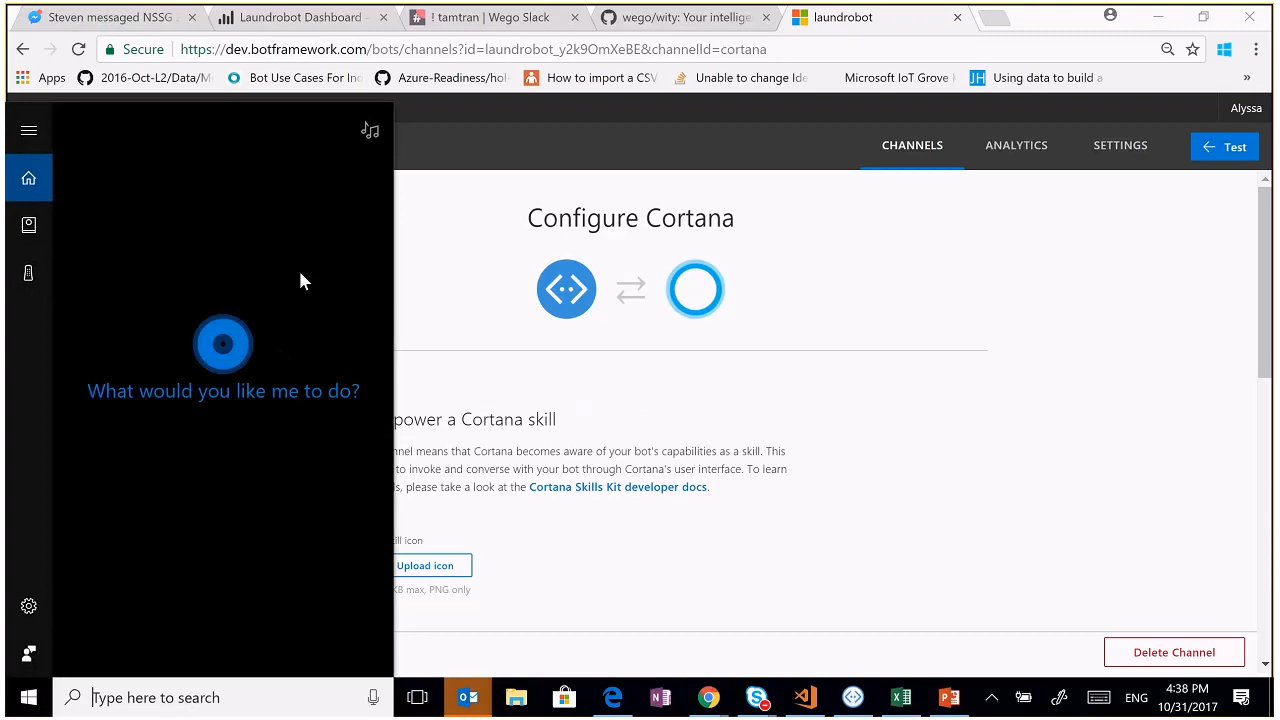 Steven messaged NSSG
Laundrobot Dashboard
! tamtran | Wego Slack
wego/wity: Your intellige
laundrobot
Secure
https://dev.botframework.com/bots/channels?id=laundrobot_y2k9OmXeBE&channelId=cortana
Apps
2016-Oct-L2/Data/M
Bot Use Cases For Ind
Azure-Readiness/hol-
How to import a CSV
Unable to change Ide
Microsoft IoT Grove
JH
Using data to build a
»
Alyssa
CHANNELS
ANALYTICS
SETTINGS
Test
Configure Cortana
What would you like me to do?
power a Cortana skill
nnel means that Cortana becomes aware of your bot's capabilities as a skill. This
to invoke and converse with your bot through Cortana's user interface. To learn
s, please take a look at the Cortana Skills Kit developer docs.
ill icon
Upload icon
KB max, PNG only
Delete Channel
Type here to search
ENG
4:38 PM
10/31/2017